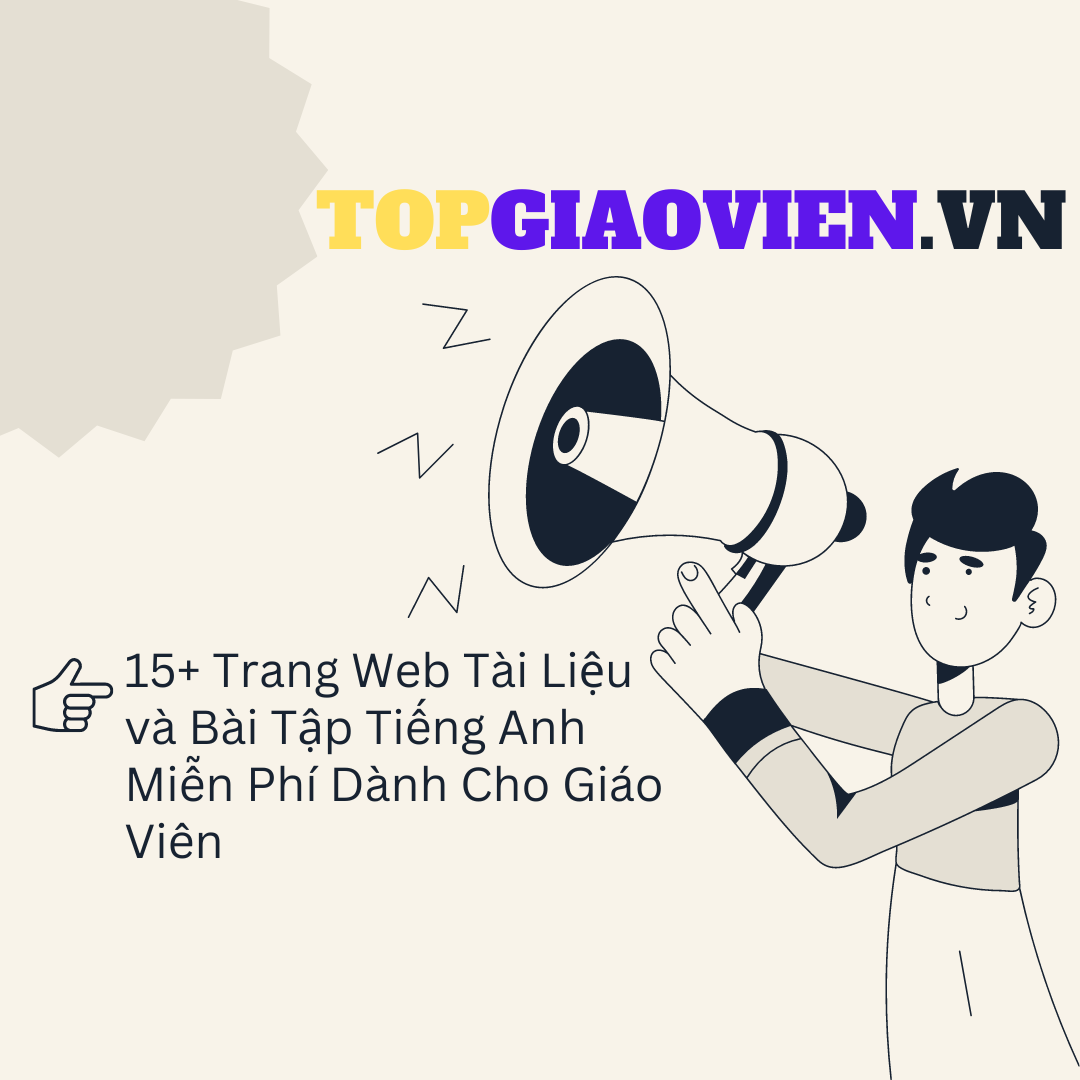 TOPGIAOVIEN.VN
15+ Trang Web Tài Liệu
và Bài Tập Tiếng Anh
Miễn Phí Dành Cho Giáo
Viên